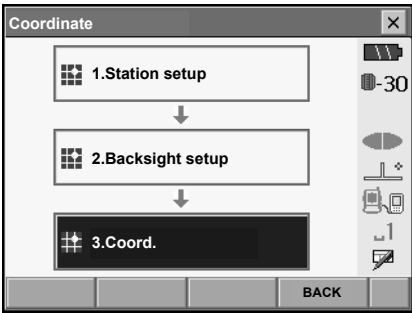 Coordinate
1.Station setup
-30
2.Backsight setup
3.Coord.
1
BACK